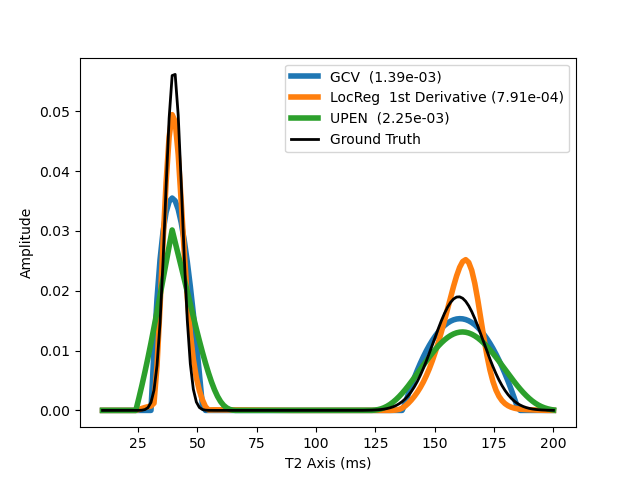 GCV (1.39e-03)
LocReg 1st Derivative (7.91e-04)
UPEN (2.25e-03)
Ground Truth
0.05
0.04
0.03
0.02
0.01
0.00
Amplitude
25 50 75 100 125 150 175 200
T2 Axis (ms)